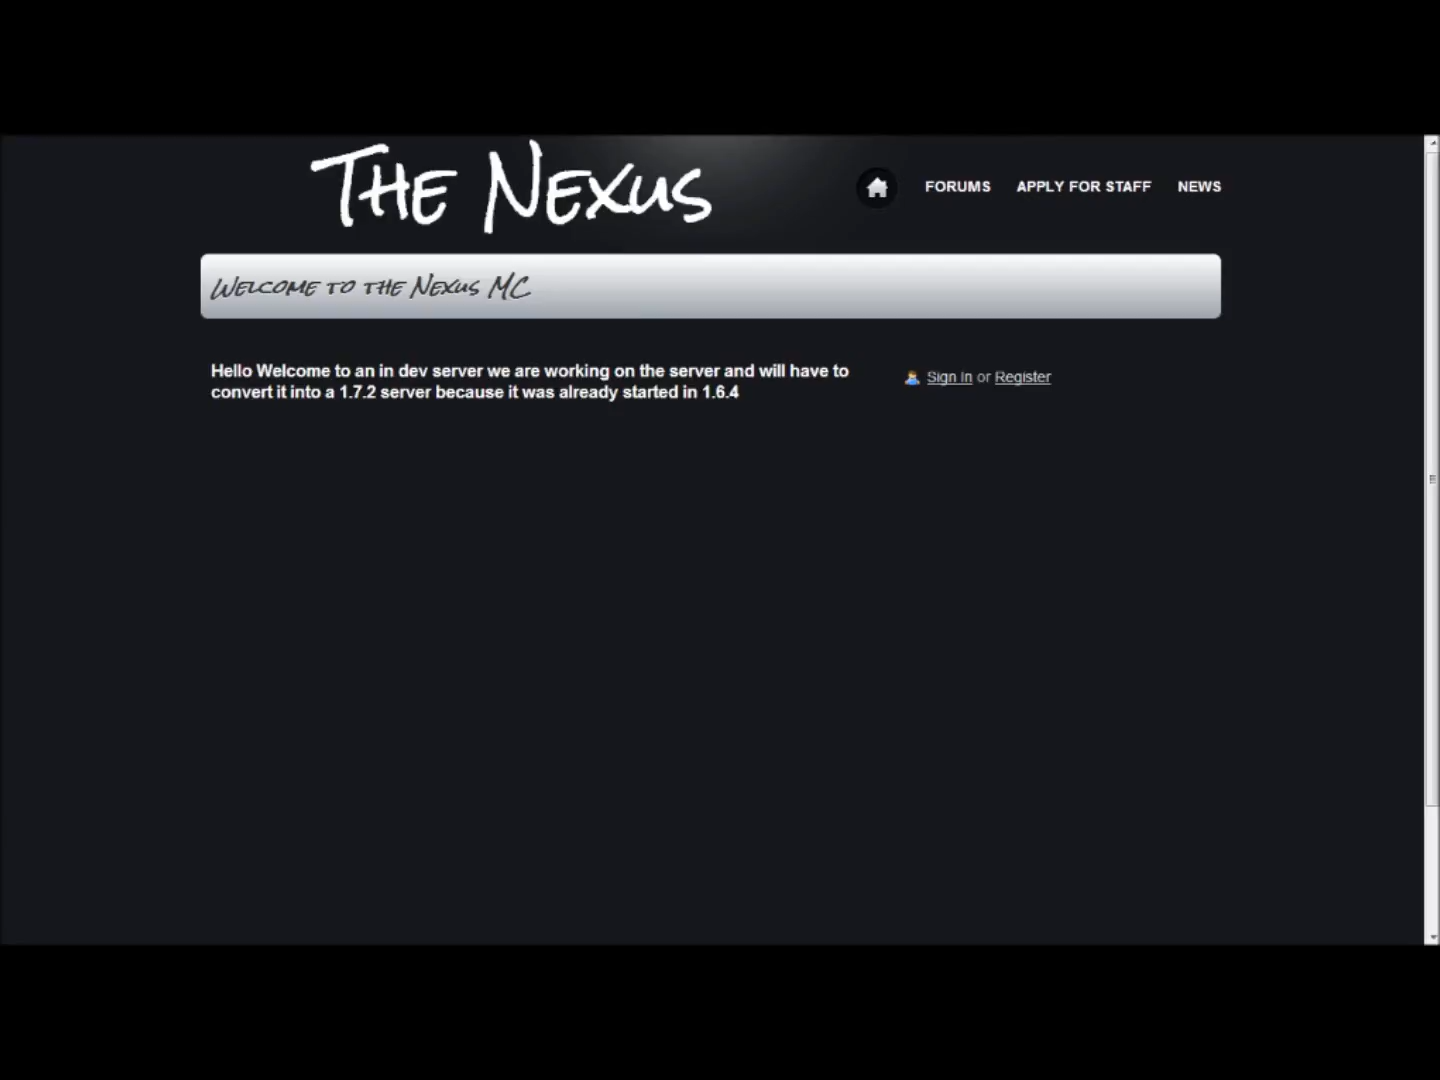 The Nexus
FORUMS APPLY FOR STAFF NEWS
Welcome to the Nexus MC
Hello Welcome to an in dev server we are working on the server and will have to
convert it into a 1.7.2 server because it was already started in 1.6.4
Sign In or Register